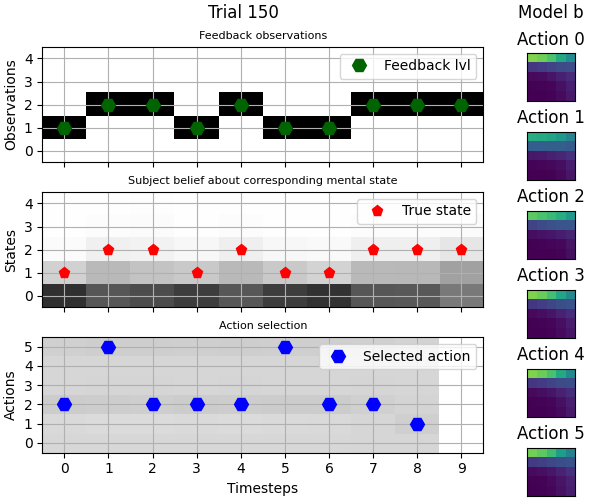 Trial 150
Model b
Feedback observations
Action 0
4
3
2
1
0
Observations
Feedback lvl
Action 1
Subject belief about corresponding mental state
Action 2
4
3
2
1
0
States
True state
Action 3
Action selection
Action 4
5
4
3
2
1
0
Actions
Selected action
Action 5
0 1 2 3 4 5 6 7 8 9
Timesteps